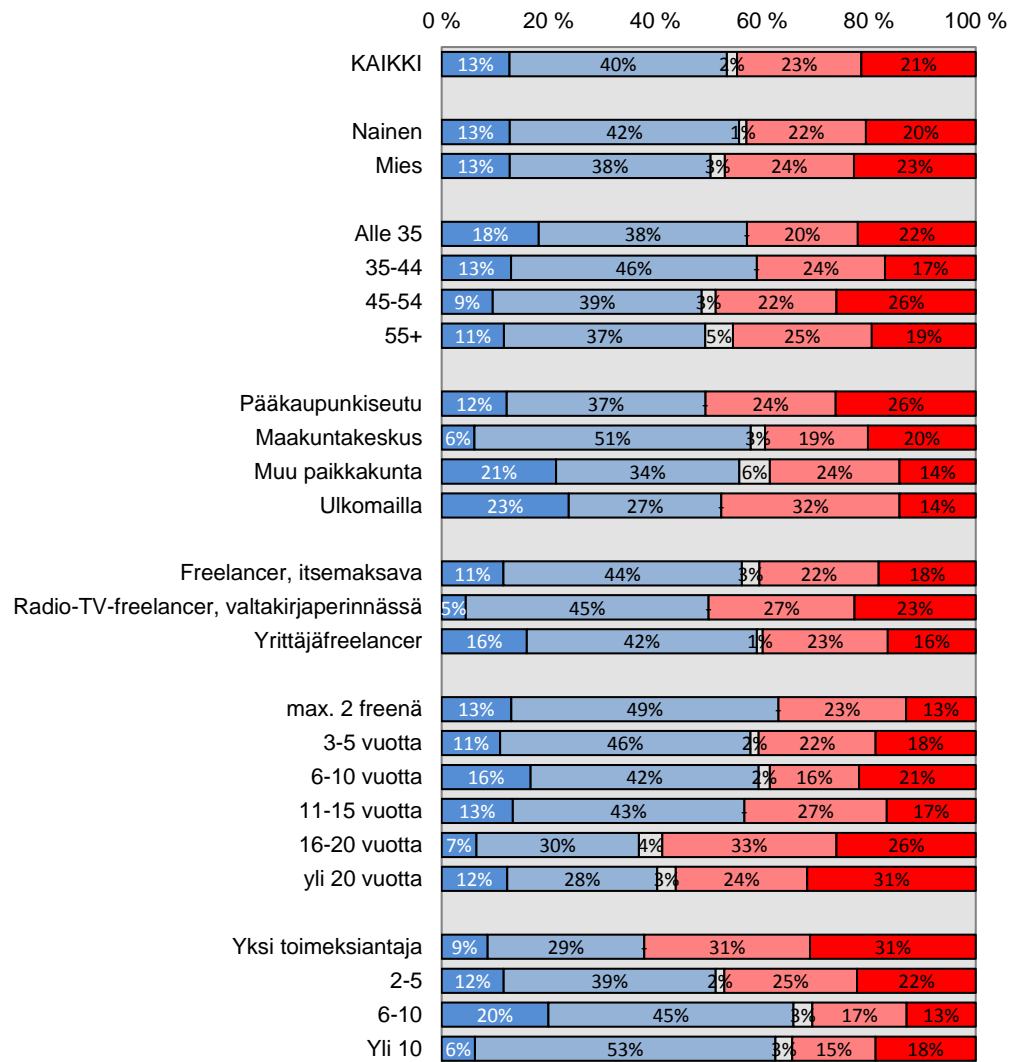 0 % 20 % 40 % 60 % 80 % 100 %
KAIKKI 13% 40% 2% 23% 21%
Nainen 13% 42% 1% 22% 20%
Mies 13% 38% 3% 24% 23%
Alle 35 18% 38% - 20% 22%
35-44 13% 46% - 24% 17%
45-54 9% 39% 3% 22% 26%
55+ 11% 37% 5% 25% 19%
Pääkaupunkiseutu 12% 37% - 24% 26%
Maakuntakeskus 6% 51% 3% 19% 20%
Muu paikkakunta 21% 34% 6% 24% 14%
Ulkomailla 23% 27% - 32% 14%
Freelancer, itsemaksava 11% 44% 3% 22% 18%
Radio-TV-freelancer, valtakirjaperinnässä 5% 45% - 27% 23%
Yrittäjäfreelancer 16% 42% 1% 23% 16%
max. 2 freenä 13% 49% - 23% 13%
3-5 vuotta 11% 46% 2% 22% 18%
6-10 vuotta 16% 42% 2% 16% 21%
11-15 vuotta 13% 43% - 27% 17%
16-20 vuotta 7% 30% 4% 33% 26%
yli 20 vuotta 12% 28% 3% 24% 31%
Yksi toimeksiantaja 9% 29% - 31% 31%
2-5 12% 39% 2% 25% 22%
6-10 20% 45% 3% 17% 13%
Yli 10 6% 53% 3% 15% 18%